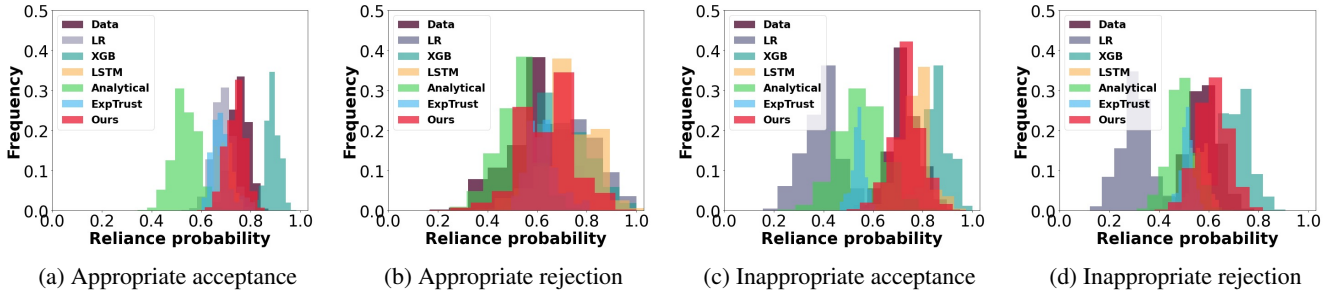 0.5
0.4
0.3
0.2
0.1
0.0
Frequency
Data
LR
XGB
LSTM
Analytical
ExpTrust
Ours
0.0 0.2 0.4 0.6 0.8 1.0
Reliance probability
(a) Appropriate acceptance
0.5
0.4
0.3
0.2
0.1
0.0
Frequency
Data
LR
XGB
LSTM
Analytical
ExpTrust
Ours
0.2 0.4 0.6 0.8 1.0
Reliance probability
(b) Appropriate rejection
0.5
0.4
0.3
0.2
0.1
0.0
Frequency
Data
LR
XGB
LSTM
Analytical
ExpTrust
Ours
0.0 0.2 0.4 0.6 0.8 1.0
Reliance probability
(c) Inappropriate acceptance
0.5
0.4
0.3
0.2
0.1
0.0
Frequency
Data
LR
XGB
LSTM
Analytical
ExpTrust
Ours
0.0 0.2 0.4 0.6 0.8 1.0
Reliance probability
(d) Inappropriate rejection